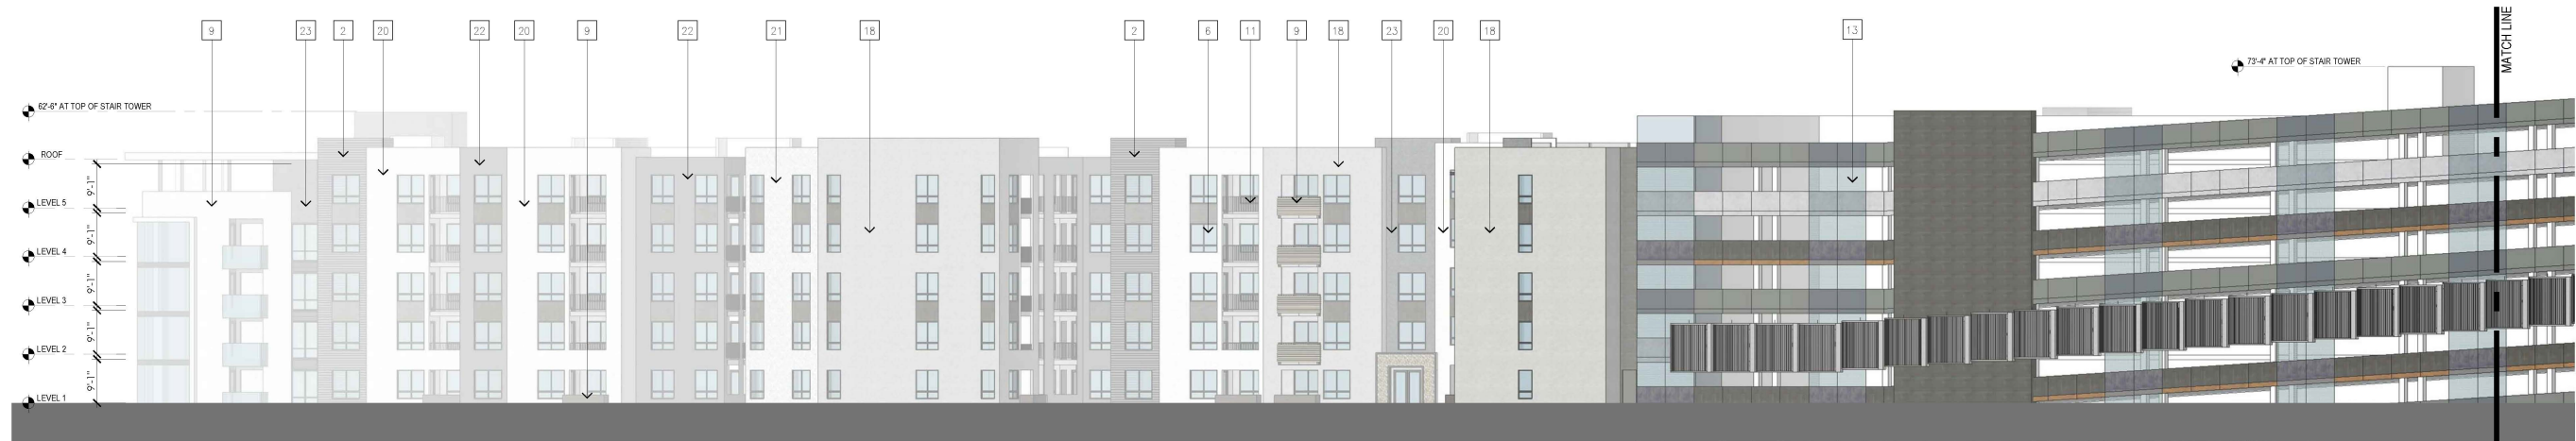 9
23
2
20
22
20
9
22
21
18
2
6
11
9
18
23
20
18
13
MATCH LINE
73'-4" AT TOP OF STAIR TOWER
62'-6" AT TOP OF STAIR TOWER
ROOF
9'-1"
LEVEL 5
9'-1"
LEVEL 4
9'-1"
LEVEL 3
9'-1"
LEVEL 2
9'-1"
LEVEL 1